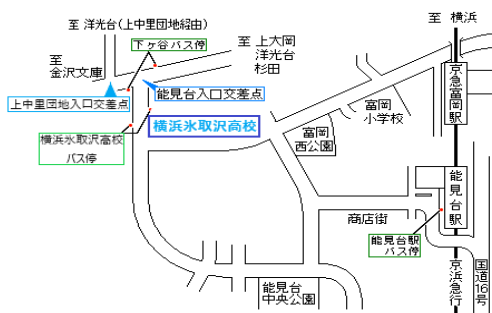 至 洋光台(上中里団地経由)
至 横浜
下ヶ谷バス停
至 上大岡
洋光台
杉田
至
金沢文庫
京急富岡駅
能見台入口交差点
上中里団地入口交差点
富岡
小学校
横浜氷取沢高校
横浜氷取沢高校
バス停
富岡
西公園
能見台駅
商店街
能見台駅
バス停
能見台
中央公園
京浜急行
国道16号